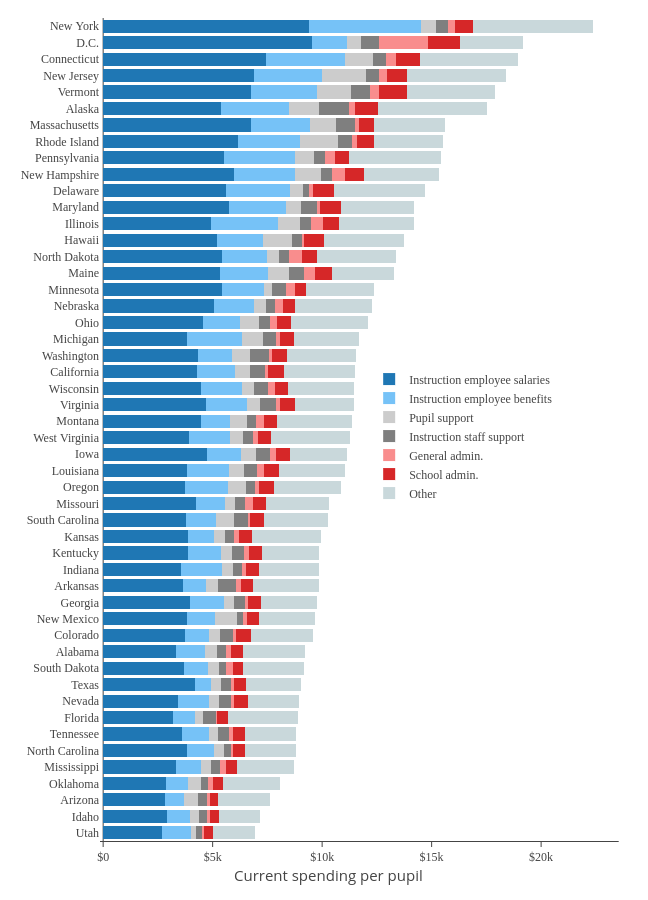 New York
D.C.
Connecticut
New Jersey
Vermont
Alaska
Massachusetts
Rhode Island
Pennsylvania
New Hampshire
Delaware
Maryland
Illinois
Hawaii
North Dakota
Maine
Minnesota
Nebraska
Ohio
Michigan
Washington
California
Wisconsin
Virginia
Montana
West Virginia
Iowa
Louisiana
Oregon
Missouri
South Carolina
Kansas
Kentucky
Indiana
Arkansas
Georgia
New Mexico
Colorado
Alabama
South Dakota
Texas
Nevada
Florida
Tennessee
North Carolina
Mississippi
Oklahoma
Arizona
Idaho
Utah
Instruction employee salaries
Instruction employee benefits
Pupil support
Instruction staff support
General admin.
School admin.
Other
$0 $5k $10k $15k $20k
Current spending per pupil